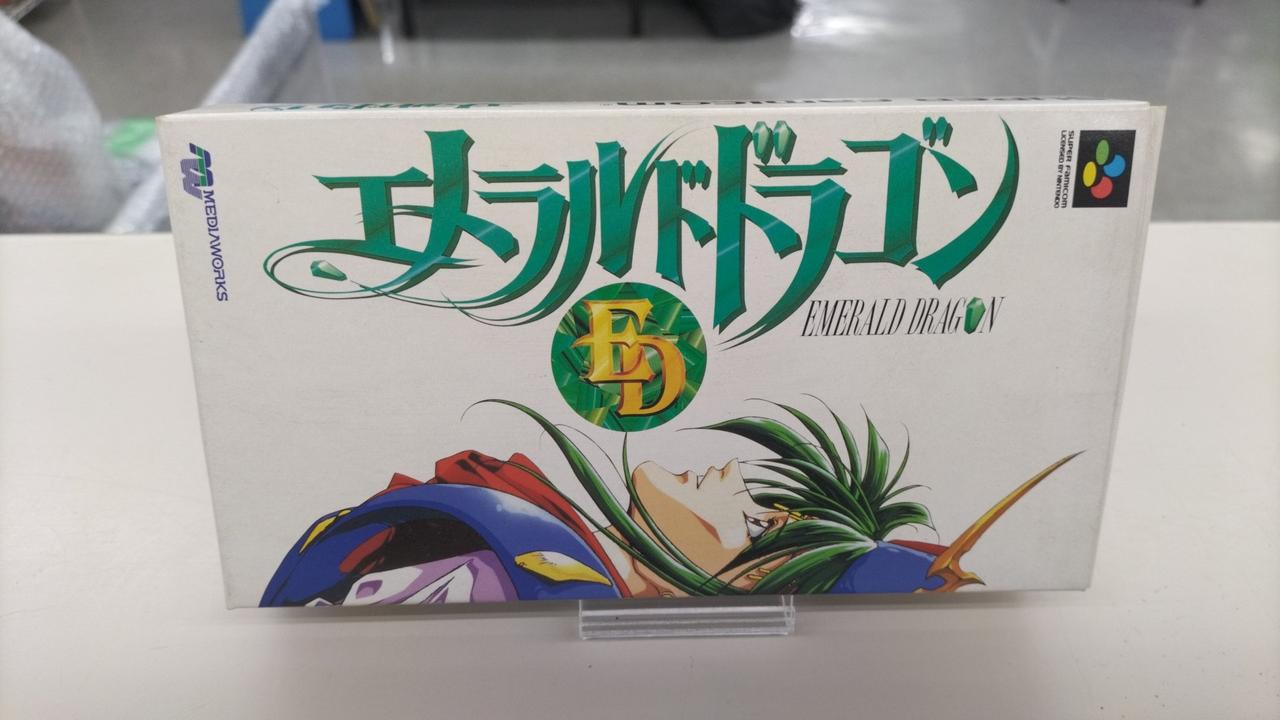 エメラルドドラゴン
EMERALD DRAGON
ED
MEDIAWORKS
SUPER FAMICOM
LICENSED BY NINTENDO